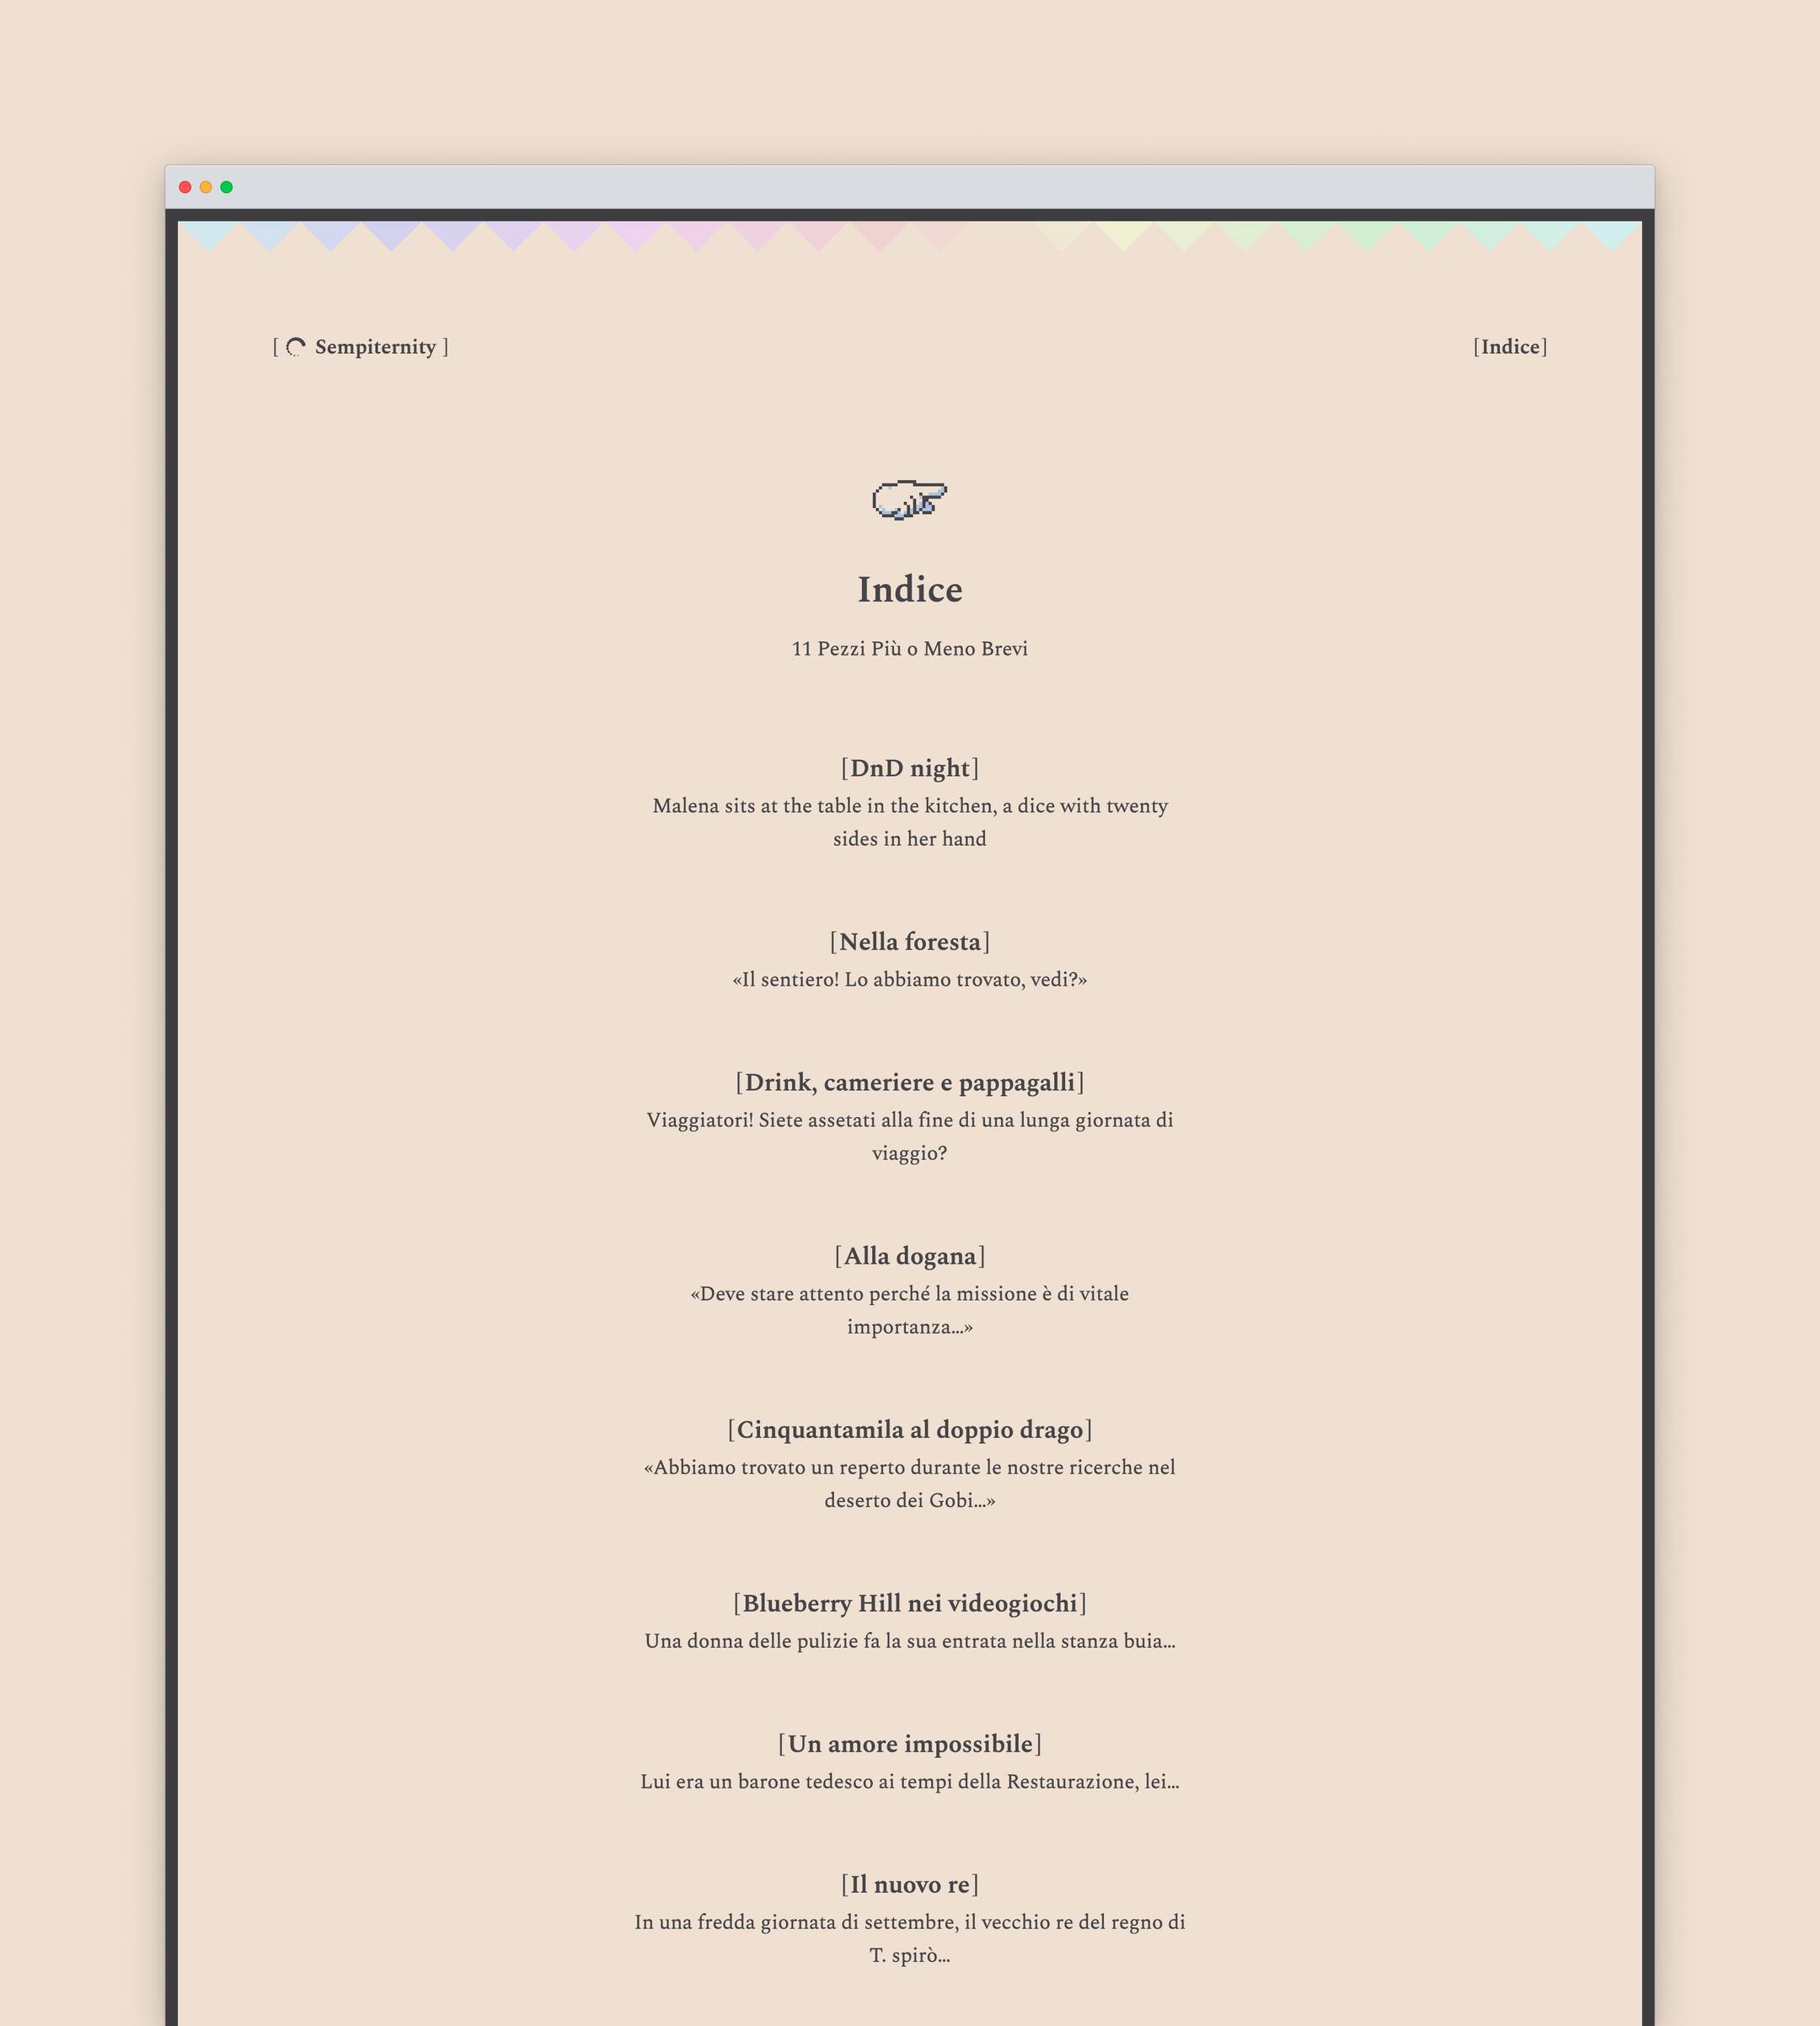 [ Sempiternity ]
[Indice]
Indice
11 Pezzi Più o Meno Brevi
[DnD night]
Malena sits at the table in the kitchen, a dice with twenty
sides in her hand
[Nella foresta]
«Il sentiero! Lo abbiamo trovato, vedi?»
[Drink, cameriere e pappagalli]
Viaggiatori! Siete assetati alla fine di una lunga giornata di
viaggio?
[Alla dogana]
«Deve stare attento perché la missione è di vitale
importanza…»
[Cinquantamila al doppio drago]
«Abbiamo trovato un reperto durante le nostre ricerche nel
deserto dei Gobi…»
[Blueberry Hill nei videogiochi]
Una donna delle pulizie fa la sua entrata nella stanza buia…
[Un amore impossibile]
Lui era un barone tedesco ai tempi della Restaurazione, lei…
[Il nuovo re]
In una fredda giornata di settembre, il vecchio re del regno di
T. spirò…